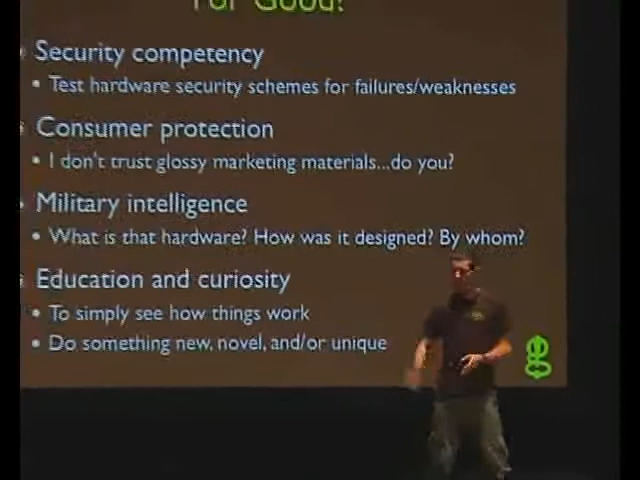 For Good?
Security competency
• Test hardware security schemes for failures/weaknesses
Consumer protection
• I don't trust glossy marketing materials...do you?
Military intelligence
• What is that hardware? How was it designed? By whom?
Education and curiosity
• To simply see how things work
• Do something new, novel, and/or unique